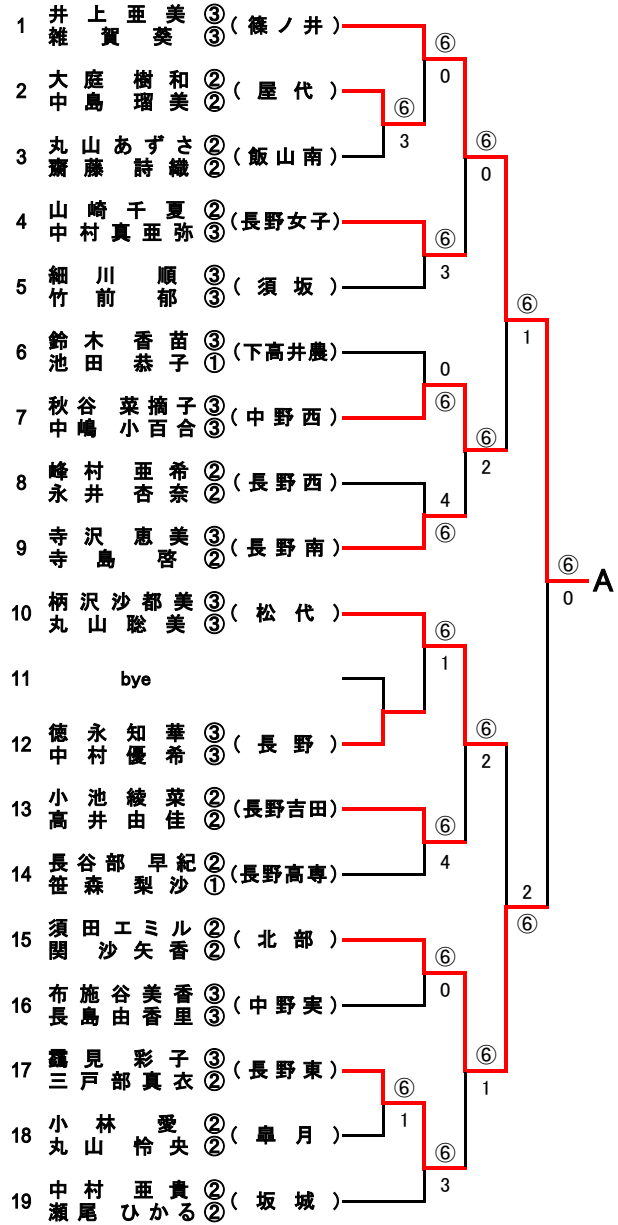 1 井上亜美 ③ (篠ノ井)
雑賀葵 ③
2 大庭樹和 ② (屋代)
中島瑠美 ②
3 丸山あずさ ② (飯山南)
齋藤詩織 ②
4 山崎千夏 ② (長野女子)
中村真亜弥 ③
5 細川順 ③ (須坂)
竹前郁 ③
6 鈴木香苗 ③ (下高井農)
池田恭子 ①
7 秋谷菜摘子 ③ (中野西)
中嶋小百合 ③
8 峰村亜希 ② (長野西)
永井杏奈 ②
9 寺沢恵美 ③ (長野南)
寺島啓 ②
10 柄沢沙都美 ③ (松代)
丸山聡美 ③
11 bye
12 徳永知華 ③ (長野)
中村優希 ③
13 小池綾菜 ② (長野吉田)
高井由佳 ②
14 長谷部早紀 ② (長野高専)
笹森梨沙 ①
15 須田エミル ② (北部)
関沙矢香 ②
16 布施谷美香 ③ (中野実)
長島由香里 ③
17 見彩子 ③ (長野東)
三戸部真衣 ②
18 小林愛 ② (皐月)
丸山怜央 ②
19 中村亜貴 ② (坂城)
瀬尾ひかる ②
⑥
3
⑥
1
⑥
0
⑥
3
0
⑥
4
⑥
⑥
1
⑥
4
⑥
0
⑥
3
⑥
0
⑥
2
⑥
2
⑥
1
⑥
1
2
⑥
⑥
0
A